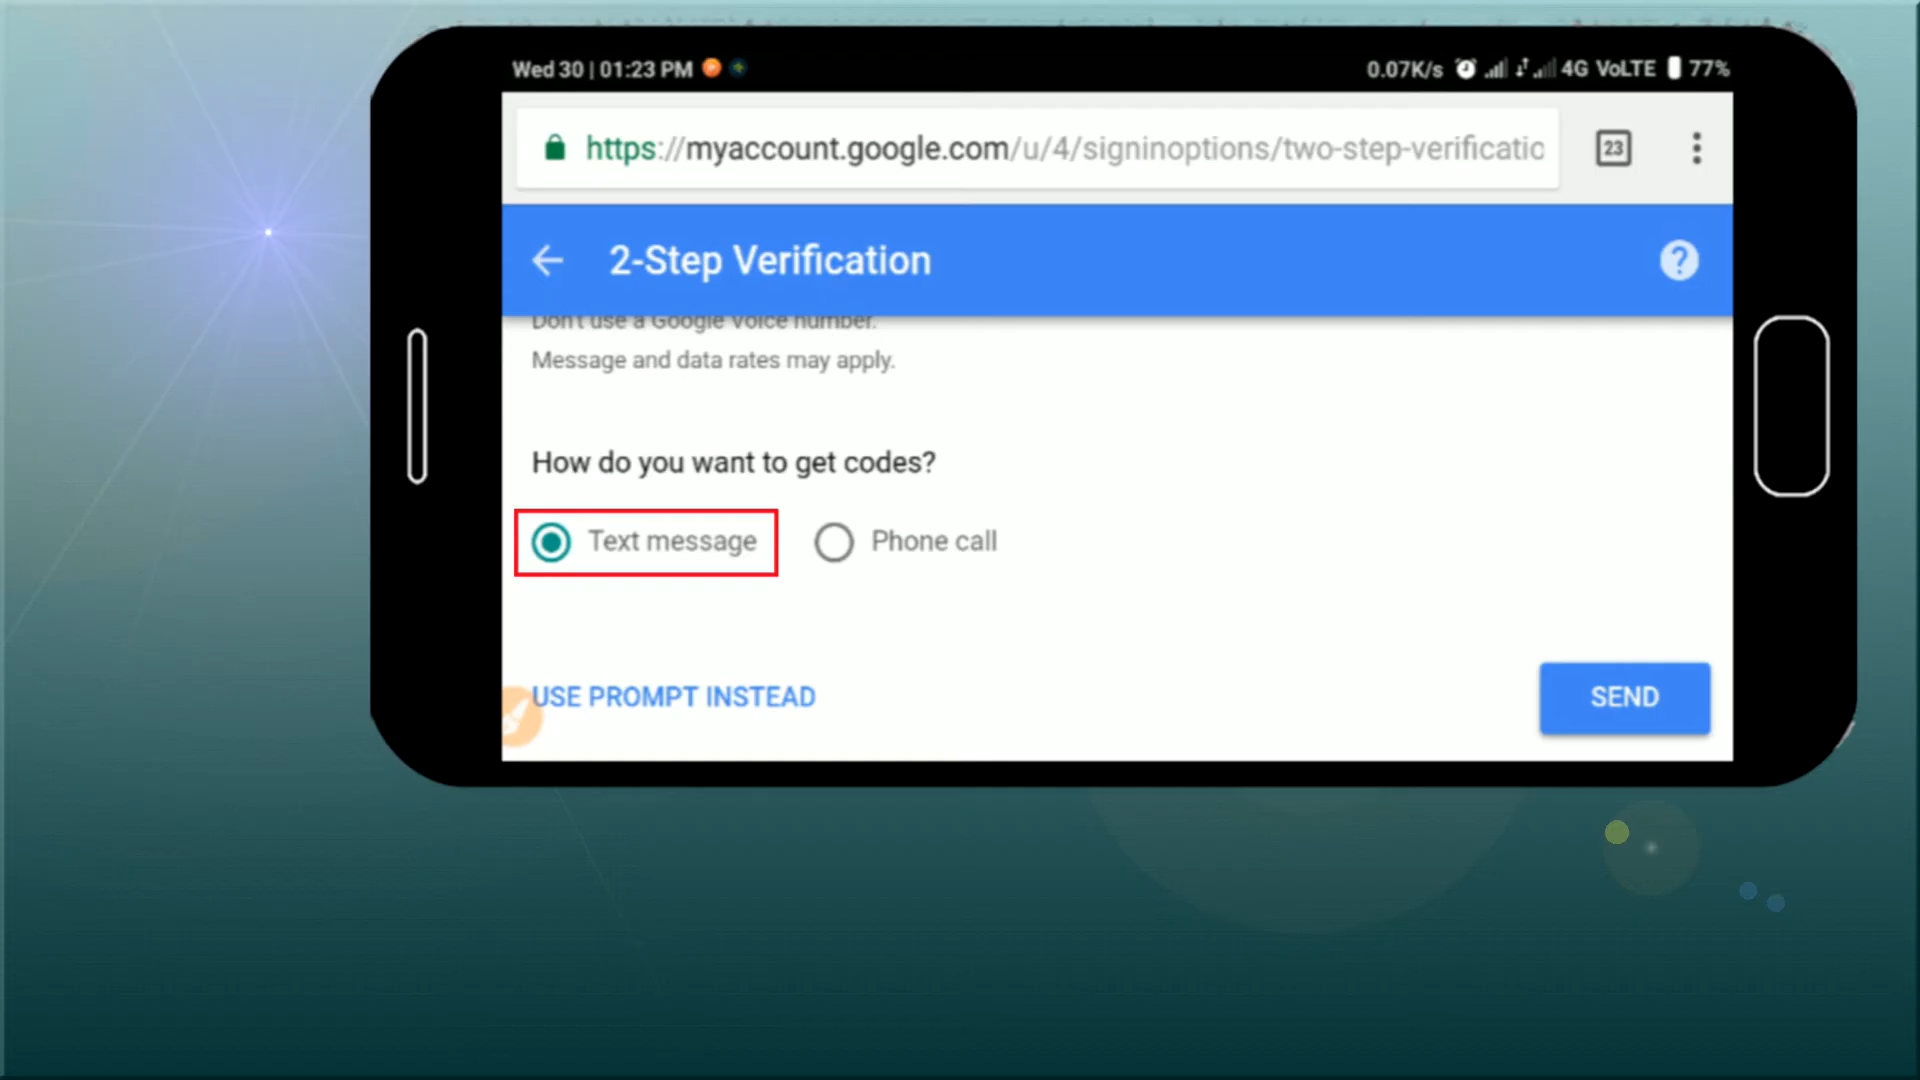 Wed 30 | 01:23 PM
0.07K/s 4G VoLTE 77%
https://myaccount.google.com/u/4/signinoptions/two-step-verificatio
23
2-Step Verification
?
Don't use a Google Voice number.
Message and data rates may apply.
How do you want to get codes?
Text message
Phone call
USE PROMPT INSTEAD
SEND